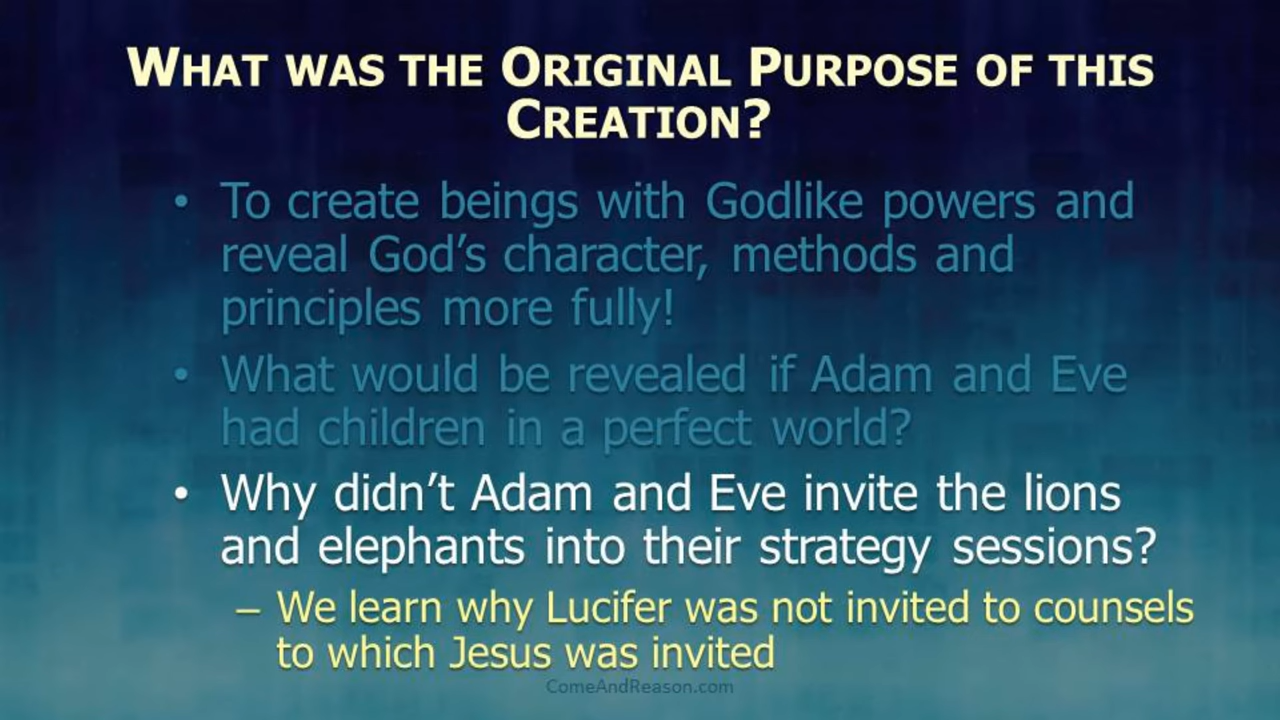 WHAT WAS THE ORIGINAL PURPOSE OF THIS
CREATION?
• To create beings with Godlike powers and
reveal God’s character, methods and
principles more fully!
• What would be revealed if Adam and Eve
had children in a perfect world?
• Why didn’t Adam and Eve invite the lions
and elephants into their strategy sessions?
– We learn why Lucifer was not invited to counsels
to which Jesus was invited
ComeAndReason.com